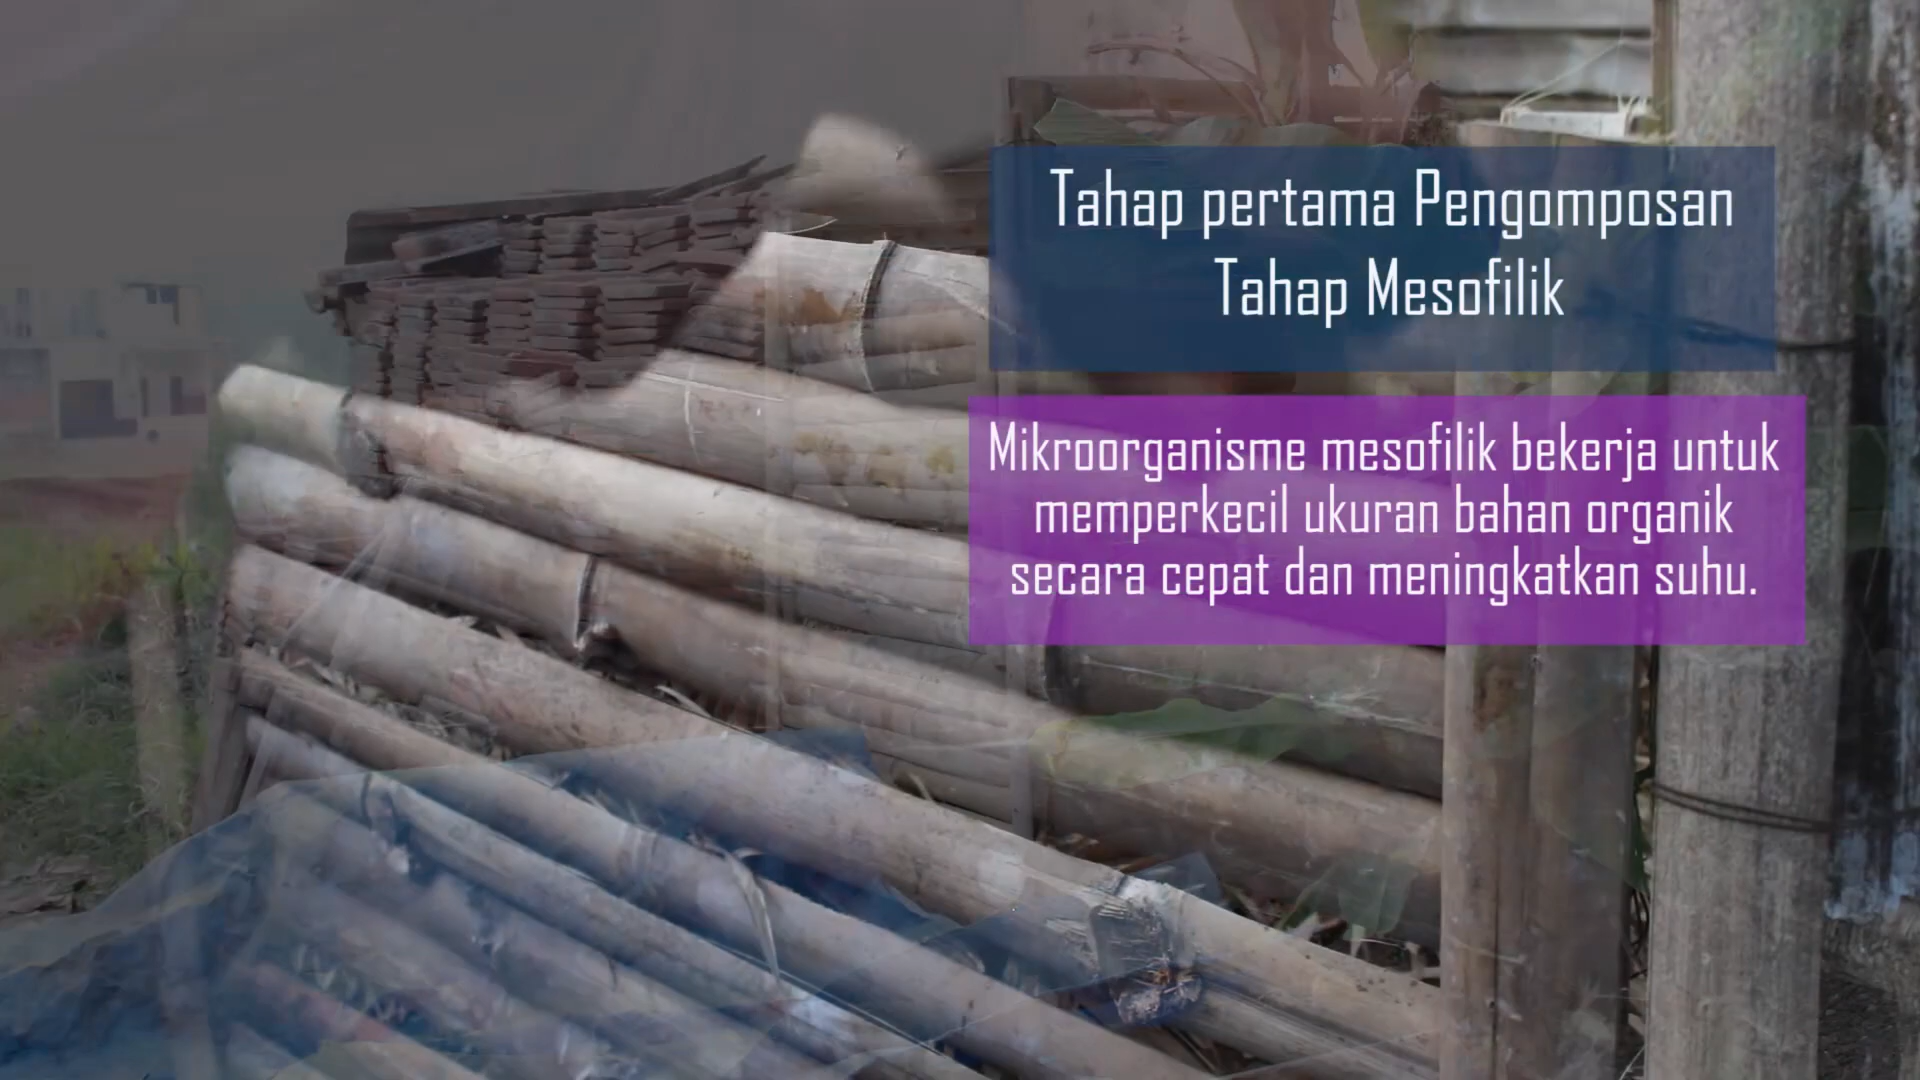 Tahap pertama Pengomposan
Tahap Mesofilik
Mikroorganisme mesofilik bekerja untuk
memperkecil ukuran bahan organik
secara cepat dan meningkatkan suhu.